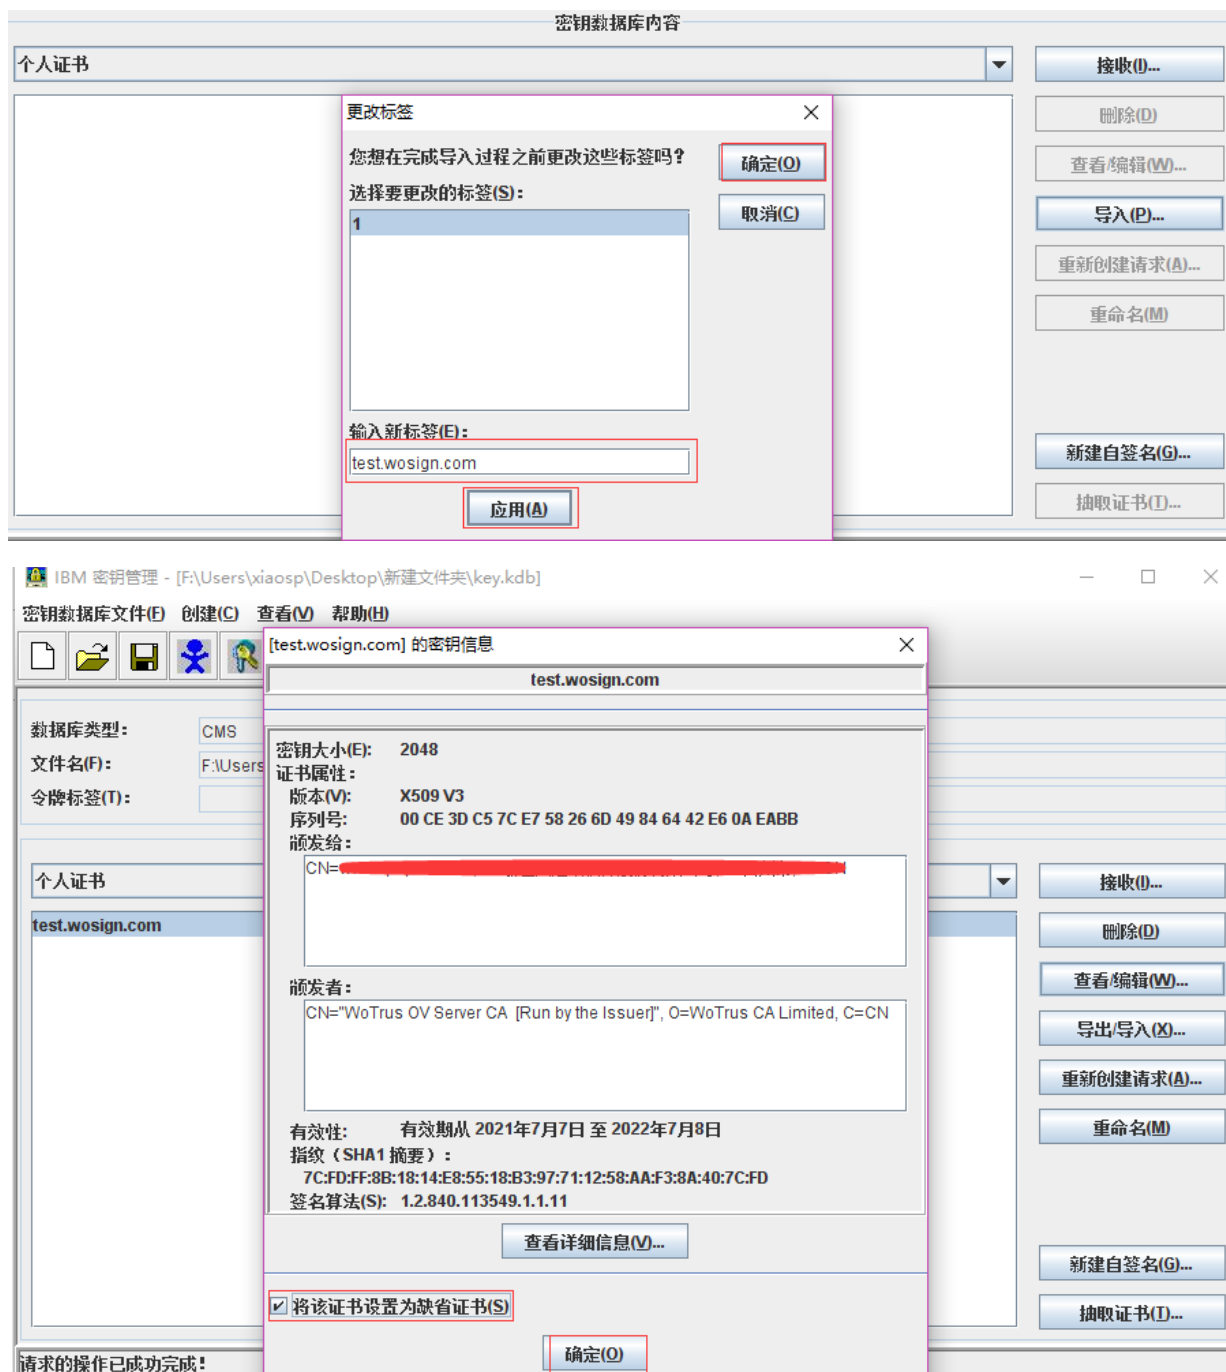 密钥数据库内容
个人证书
接收(I)...
更改标签
删除(D)
您想在完成导入过程之前更改这些标签吗?
确定(O)
查看/编辑(W)...
选择要更改的标签(S):
取消(C)
导入(P)...
1
重新创建请求(A)...
重命名(M)
输入新标签(E):
新建自签名(G)...
test.wosign.com
应用(A)
抽取证书(T)...
IBM 密钥管理 - [F:\Users\xiaosp\Desktop\新建文件夹\key.kdb]
密钥数据库文件(F) 创建(C) 查看(V) 帮助(H)
[test.wosign.com] 的密钥信息
test.wosign.com
数据库类型: CMS
文件名(F): F:\Users
令牌标签(T):
密钥大小(E): 2048
证书属性:
版本(V): X509 V3
序列号: 00 CE 3D C5 7C E7 58 26 6D 49 84 64 42 E6 0A EABB
颁发给:
CN=
个人证书
接收(I)...
test.wosign.com
删除(D)
查看/编辑(W)...
颁发者:
CN="WoTrus OV Server CA  [Run by the Issuer]", O=WoTrus CA Limited, C=CN
导出/导入(X)...
重新创建请求(A)...
重命名(M)
有效性: 有效期从 2021年7月7日 至 2022年7月8日
指纹（SHA1 摘要）:
7C:FD:FF:8B:18:14:E8:55:18:B3:97:71:12:58:AA:F3:8A:40:7C:FD
签名算法(S): 1.2.840.113549.1.1.11
查看详细信息(V)...
新建自签名(G)...
将该证书设置为缺省证书(S)
抽取证书(T)...
确定(O)
请求的操作已成功完成!